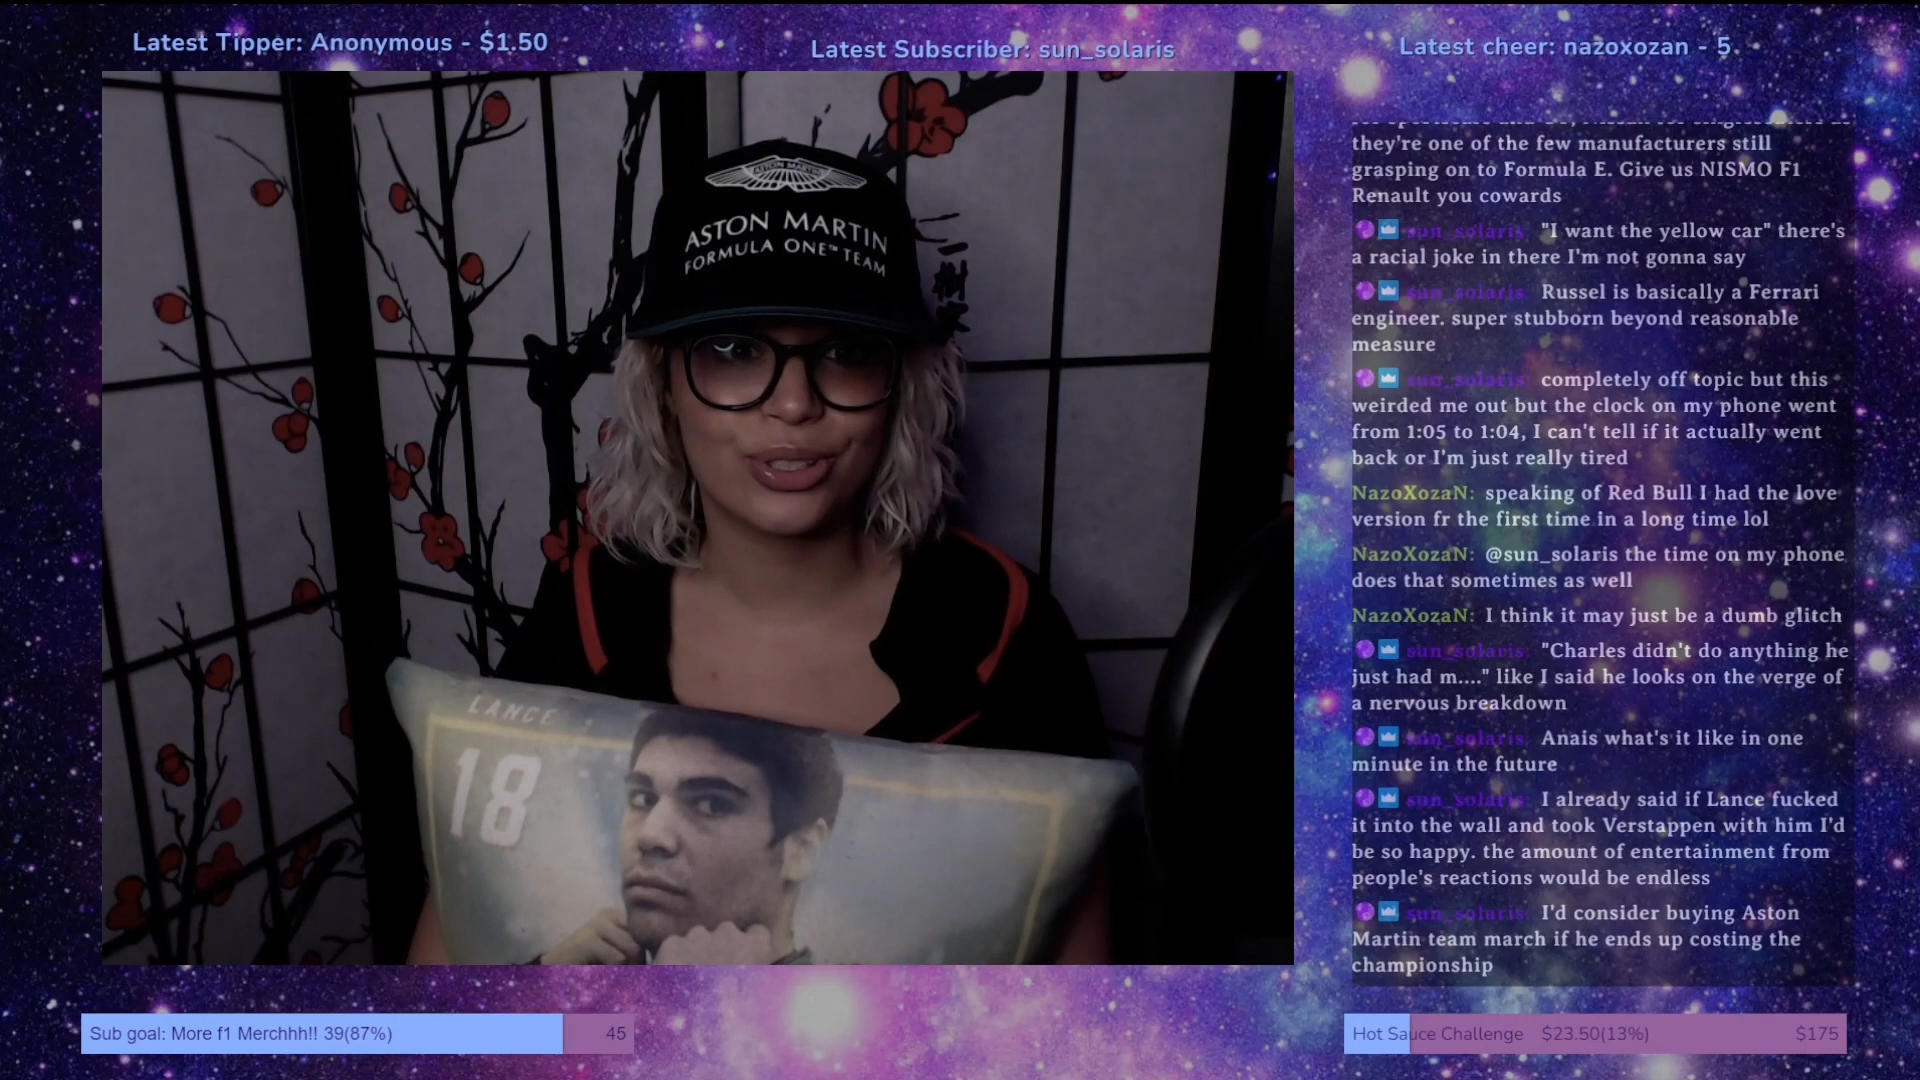 Latest Tipper: Anonymous - $1.50
Latest Subscriber: sun_solaris
Latest cheer: nazoxozan - 5
ASTON MARTIN
ASTON MARTIN
FORMULA ONE™ TEAM
LANCE
18
they're one of the few manufacturers still
grasping on to Formula E. Give us NISMO F1
Renault you cowards
sun_solaris: "I want the yellow car" there's
a racial joke in there I'm not gonna say
sun_solaris: Russel is basically a Ferrari
engineer. super stubborn beyond reasonable
measure
sun_solaris: completely off topic but this
weirded me out but the clock on my phone went
from 1:05 to 1:04, I can't tell if it actually went
back or I'm just really tired
NazoXozaN: speaking of Red Bull I had the love
version fr the first time in a long time lol
NazoXozaN: @sun_solaris the time on my phone
does that sometimes as well
NazoXozaN: I think it may just be a dumb glitch
sun_solaris: "Charles didn't do anything he
just had m...." like I said he looks on the verge of
a nervous breakdown
sun_solaris: Anais what's it like in one
minute in the future
sun_solaris: I already said if Lance fucked
it into the wall and took Verstappen with him I'd
be so happy. the amount of entertainment from
people's reactions would be endless
sun_solaris: I'd consider buying Aston
Martin team march if he ends up costing the
championship
Sub goal: More f1 Merchhh!! 39(87%) 45
Hot Sauce Challenge $23.50(13%) $175